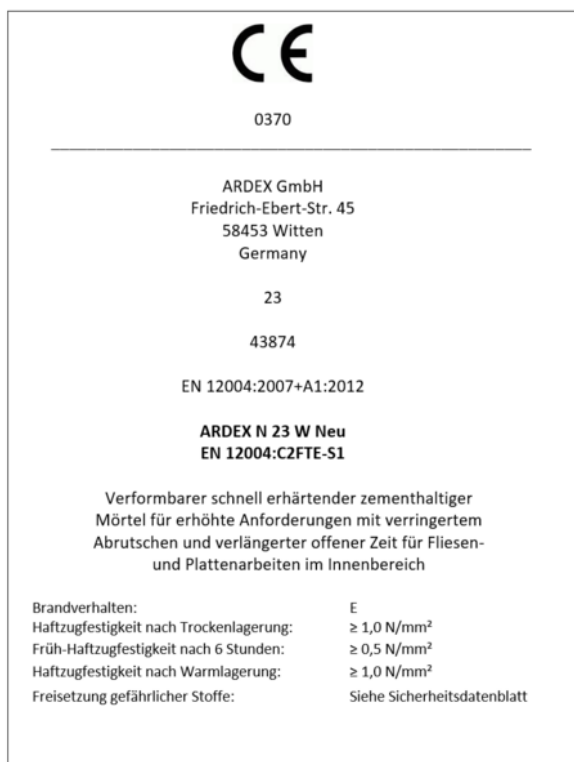 CE
0370
ARDEX GmbH
Friedrich-Ebert-Str. 45
58453 Witten
Germany
23
43874
EN 12004:2007+A1:2012
ARDEX N 23 W Neu
EN 12004:C2FTE-S1
Verformbarer schnell erhärtender zementhaltiger
Mörtel für erhöhte Anforderungen mit verringertem
Abrutschen und verlängerter offener Zeit für Fliesen-
und Plattenarbeiten im Innenbereich
Brandverhalten: E
Haftzugfestigkeit nach Trockenlagerung: ≥ 1,0 N/mm²
Früh-Haftzugfestigkeit nach 6 Stunden: ≥ 0,5 N/mm²
Haftzugfestigkeit nach Warmlagerung: ≥ 1,0 N/mm²
Freisetzung gefährlicher Stoffe: Siehe Sicherheitsdatenblatt